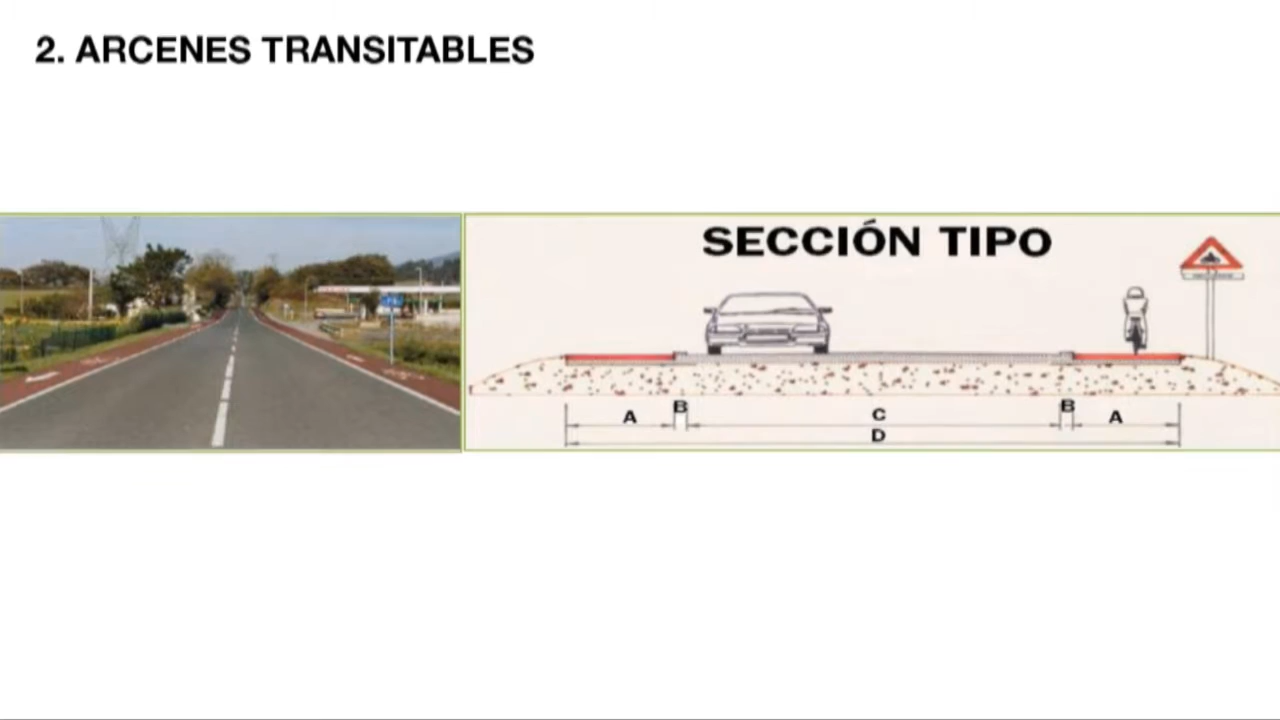 2. ARCENES TRANSITABLES
SECCIÓN TIPO
A
B
C
B
A
D